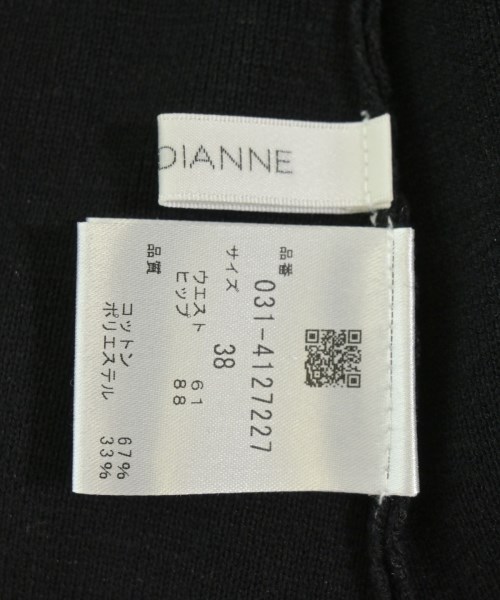 DIANNE
品番
031-4127227
サイズ 38
ウエスト 61
ヒップ 88
品質
コットン 67%
ポリエステル 33%